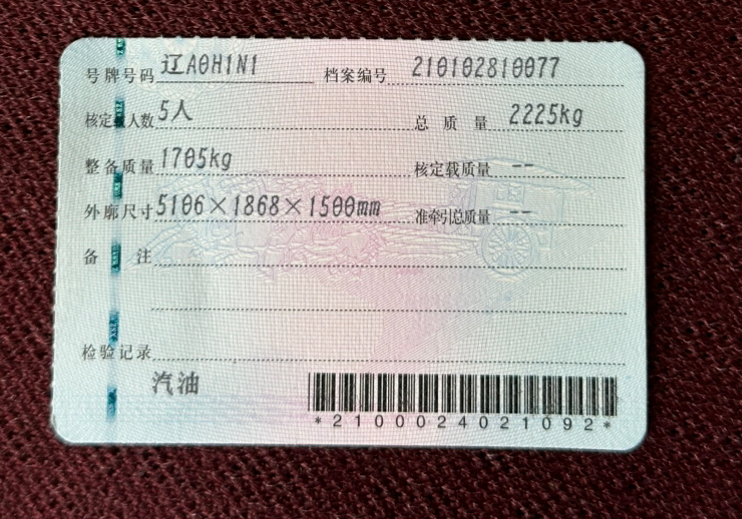 号牌号码 辽A0H1N1 档案编号 210102810077
核定载人数 5人 总质量 2225kg
整备质量 1705kg 核定载质量 --
外廓尺寸 5106×1868×1500mm 准牵引总质量 --
备注
检验记录
汽油
*210002402​1092*